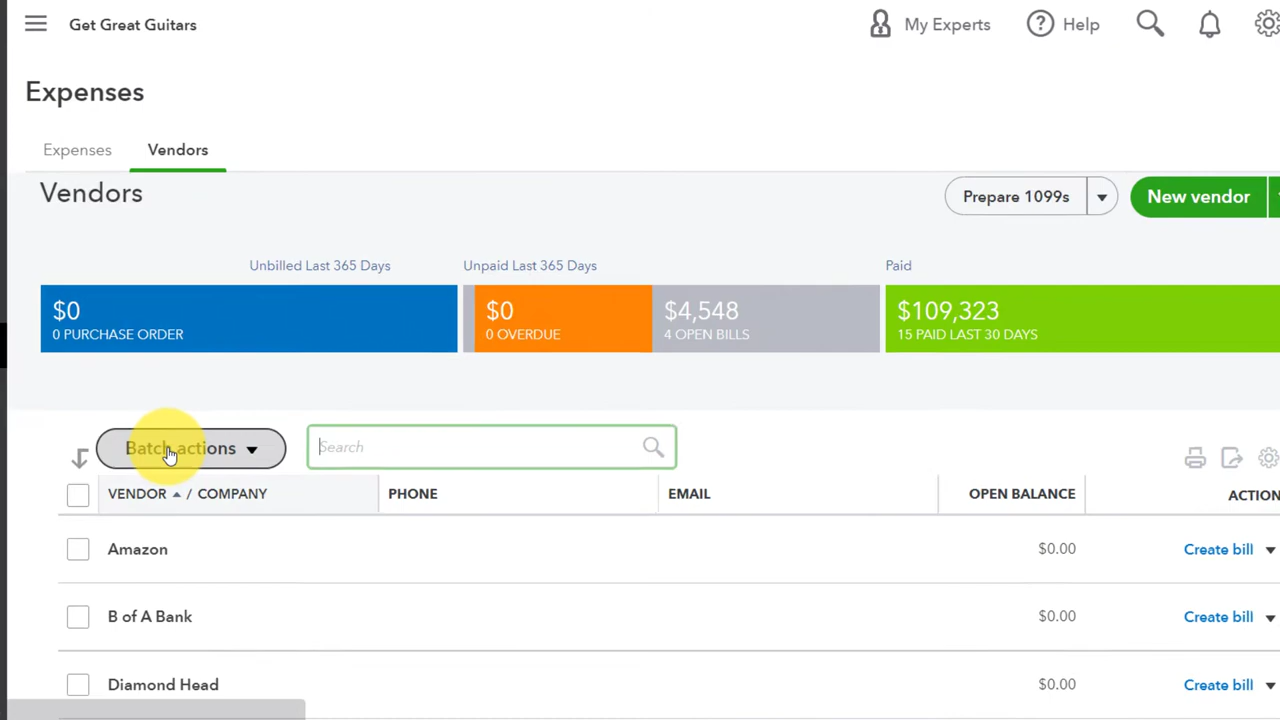 Get Great Guitars My Experts Help
Expenses
Expenses Vendors
Vendors Prepare 1099s New vendor
Unbilled Last 365 Days Unpaid Last 365 Days Paid
$0 $0 $4,548 $109,323
0 PURCHASE ORDER 0 OVERDUE 4 OPEN BILLS 15 PAID LAST 30 DAYS
Batch actions Search
VENDOR / COMPANY PHONE EMAIL OPEN BALANCE ACTION
Amazon $0.00 Create bill
B of A Bank $0.00 Create bill
Diamond Head $0.00 Create bill